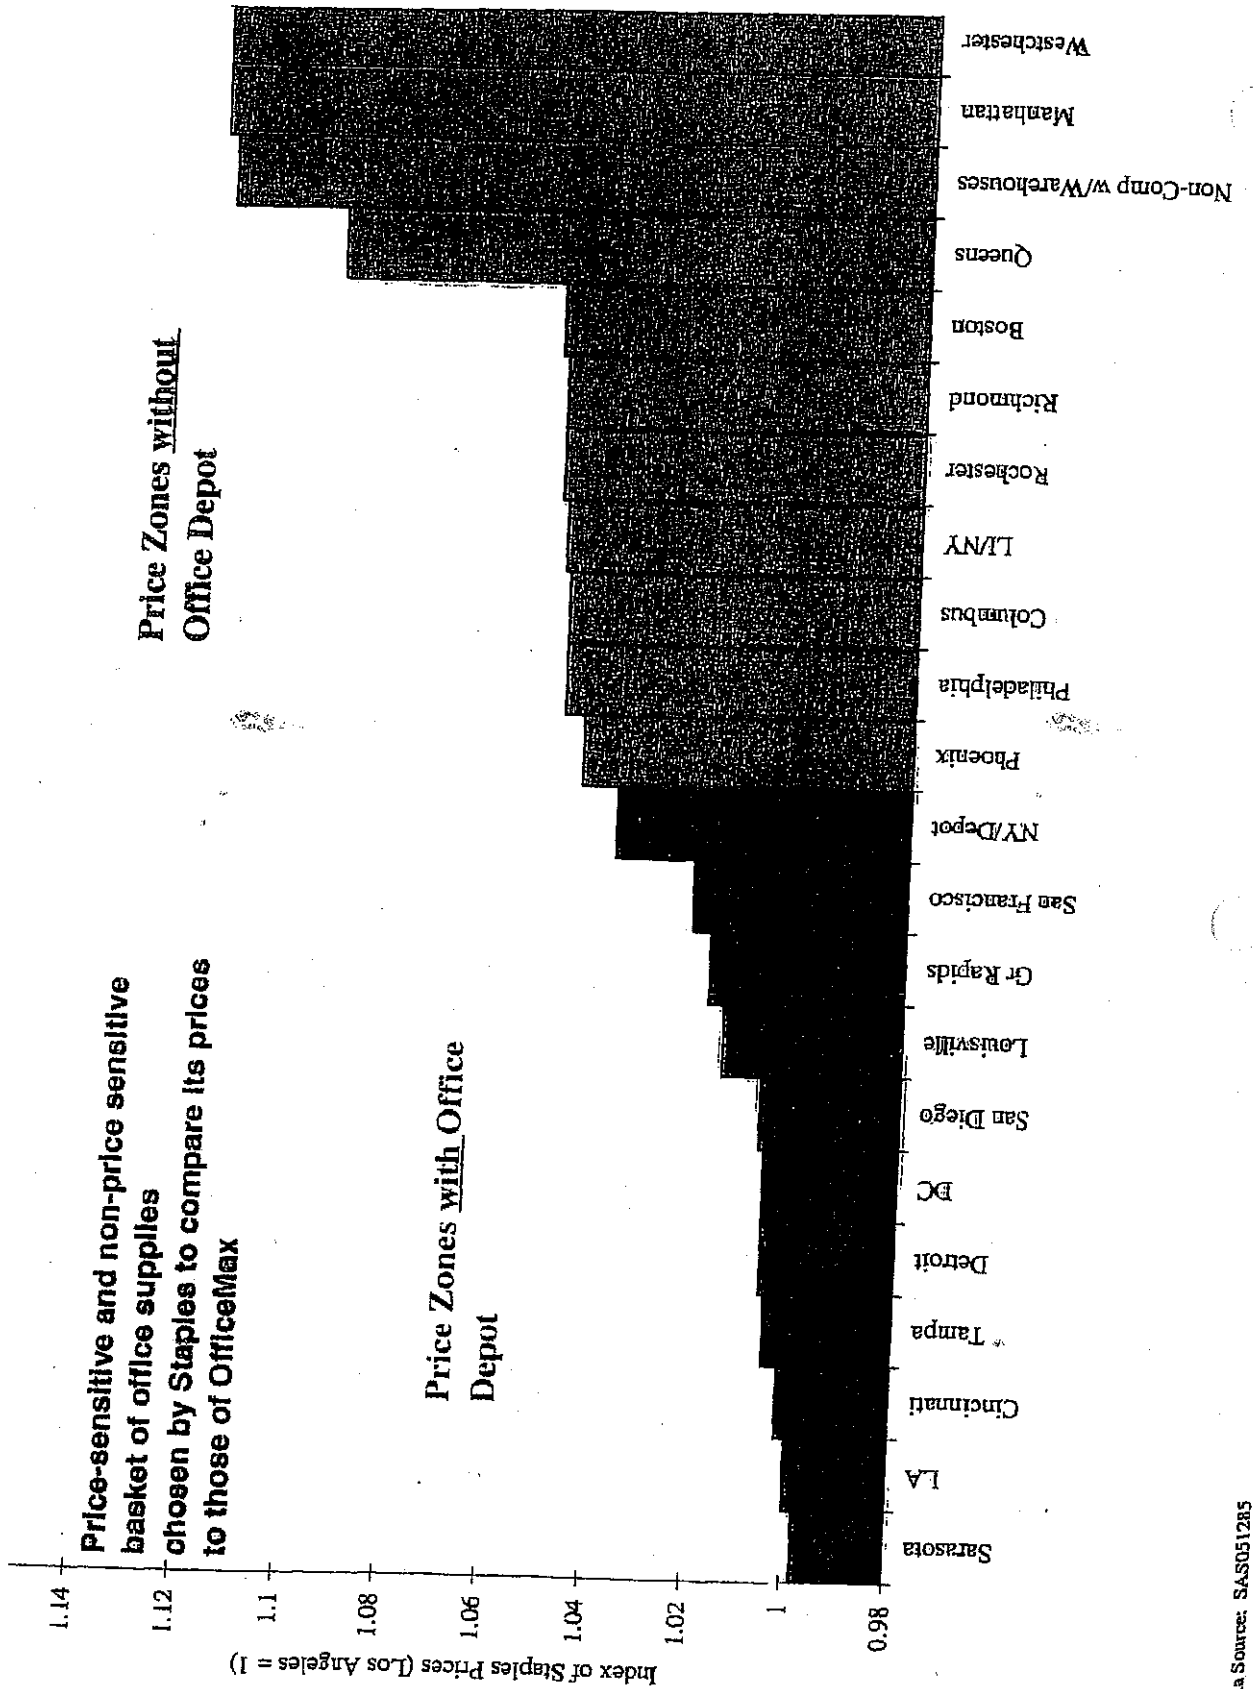 Price-sensitive and non-price sensitive
basket of office supplies
chosen by Staples to compare its prices
to those of OfficeMax
Price Zones without
Office Depot
Price Zones with Office
Depot
Index of Staples Prices (Los Angeles = 1)
1.14
1.12
1.1
1.08
1.06
1.04
1.02
1
0.98
Sarasota
LA
Cincinnati
Tampa
Detroit
DC
San Diego
Louisville
Gr Rapids
San Francisco
NY/Depot
Phoenix
Philadelphia
Columbus
LI/NY
Rochester
Richmond
Boston
Queens
Non-Comp w/Warehouses
Manhattan
Westchester
a Source: SAS051285